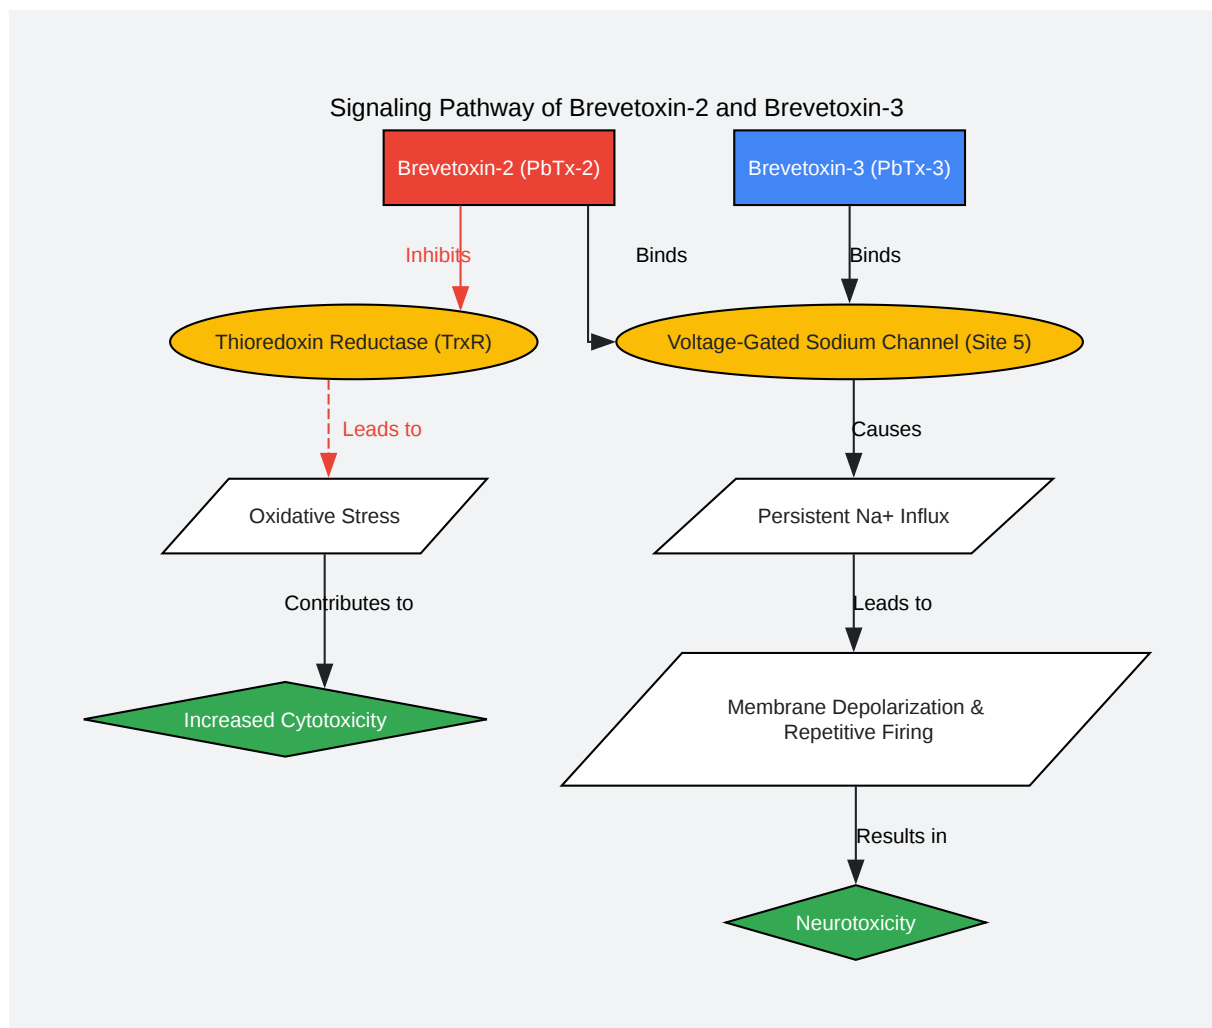 Signaling Pathway of Brevetoxin-2 and Brevetoxin-3
Brevetoxin-2 (PbTx-2)
Brevetoxin-3 (PbTx-3)
Inhibits
Binds
Binds
Thioredoxin Reductase (TrxR)
Voltage-Gated Sodium Channel (Site 5)
Leads to
Causes
Oxidative Stress
Persistent Na+ Influx
Contributes to
Leads to
Increased Cytotoxicity
Membrane Depolarization &
Repetitive Firing
Results in
Neurotoxicity